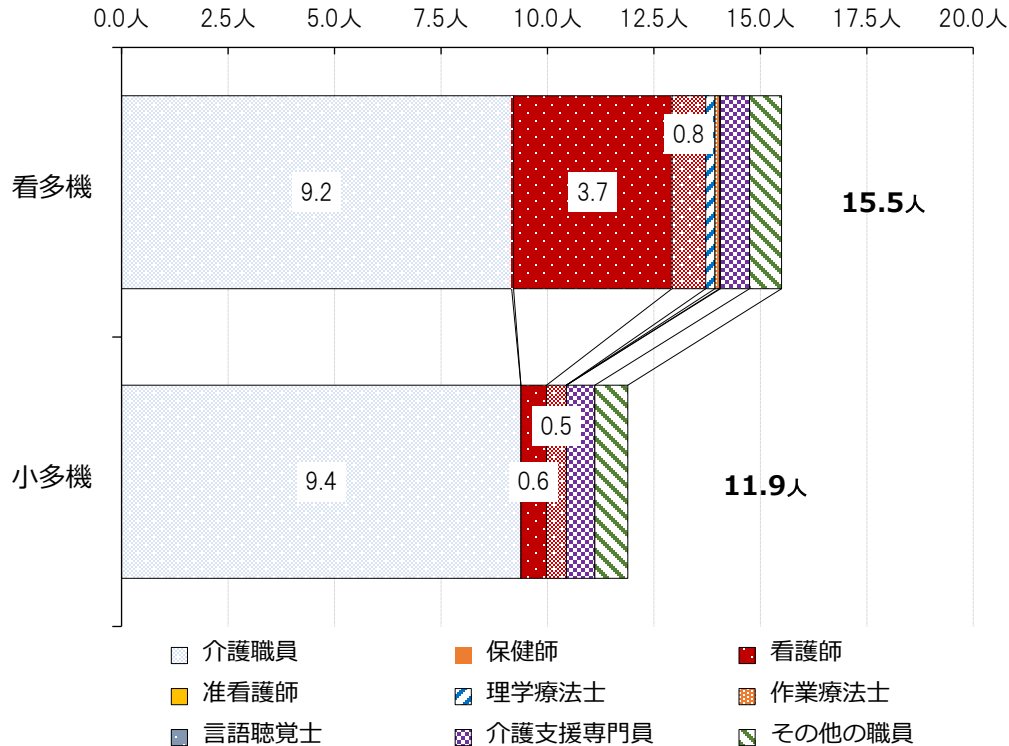 0.0人 2.5人 5.0人 7.5人 10.0人 12.5人 15.0人 17.5人 20.0人
0.8
看多機 9.2 3.7 15.5人
0.5
小多機 9.4 0.6 11.9人
介護職員 保健師 看護師
准看護師 理学療法士 作業療法士
言語聴覚士 介護支援専門員 その他の職員